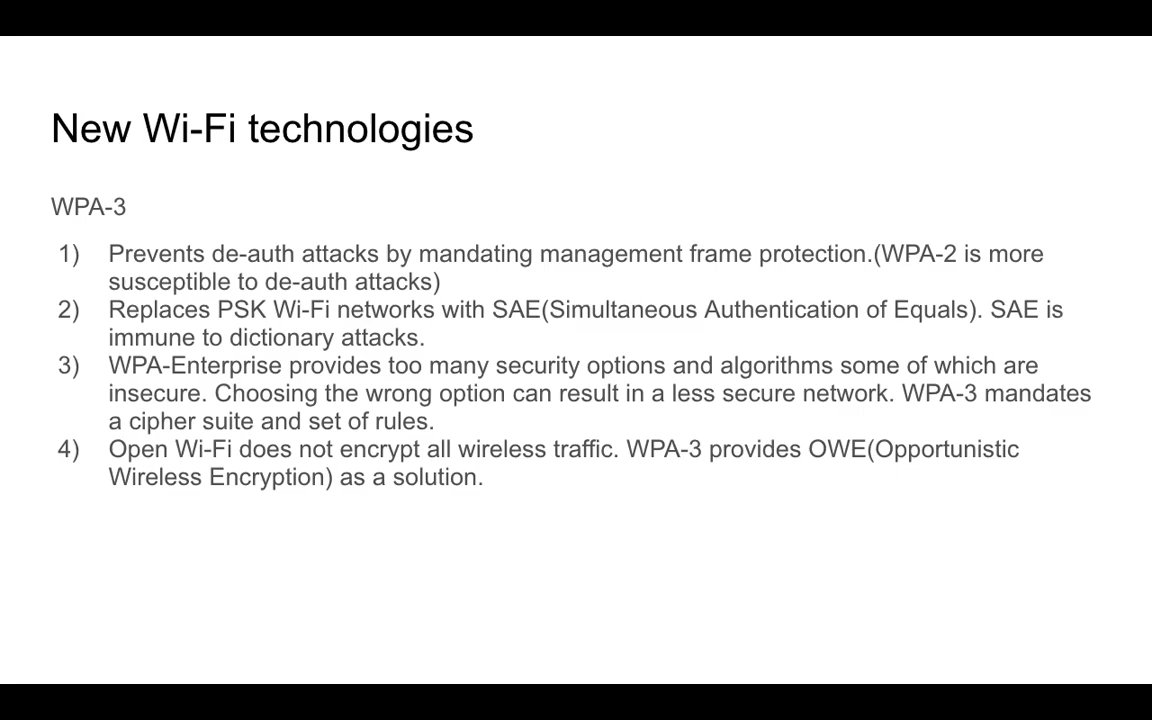 New Wi-Fi technologies
WPA-3
1) Prevents de-auth attacks by mandating management frame protection.(WPA-2 is more
susceptible to de-auth attacks)
2) Replaces PSK Wi-Fi networks with SAE(Simultaneous Authentication of Equals). SAE is
immune to dictionary attacks.
3) WPA-Enterprise provides too many security options and algorithms some of which are
insecure. Choosing the wrong option can result in a less secure network. WPA-3 mandates
a cipher suite and set of rules.
4) Open Wi-Fi does not encrypt all wireless traffic. WPA-3 provides OWE(Opportunistic
Wireless Encryption) as a solution.